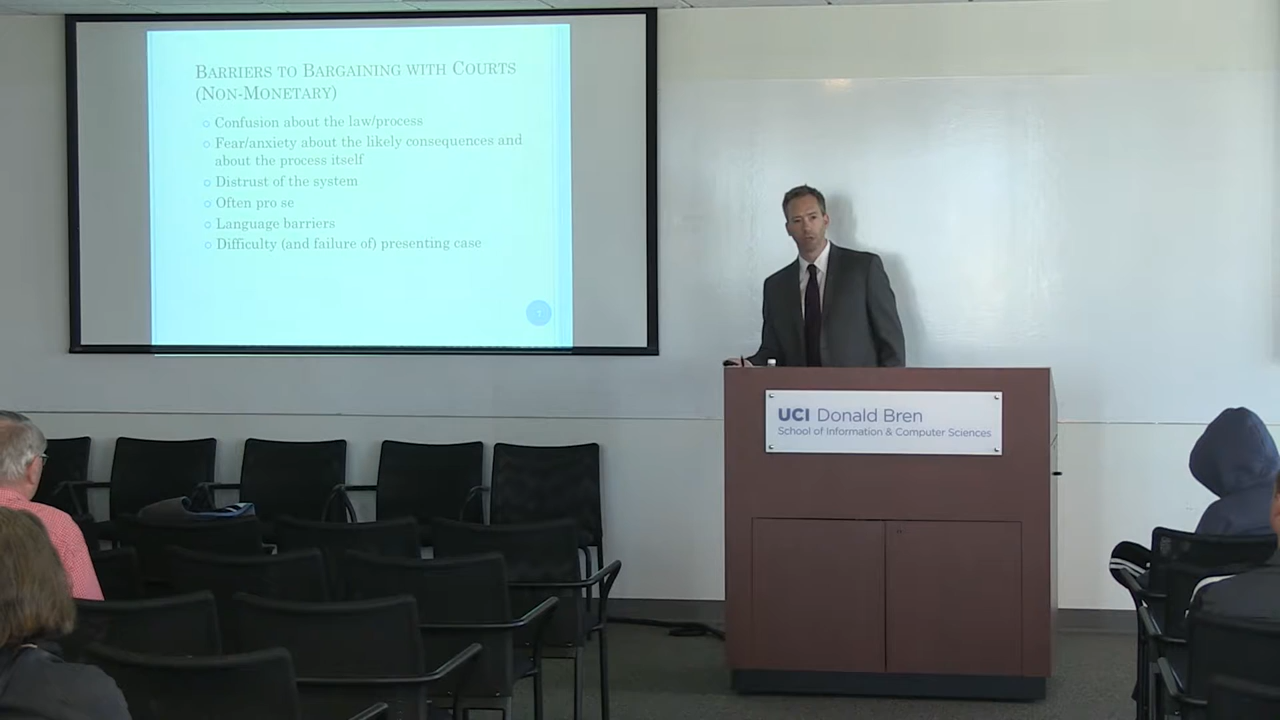 BARRIERS TO BARGAINING WITH COURTS
(NON-MONETARY)
Confusion about the law/process
Fear/anxiety about the likely consequences and
about the process itself
Distrust of the system
Often pro se
Language barriers
Difficulty (and failure of) presenting case
UCI Donald Bren
School of Information & Computer Sciences